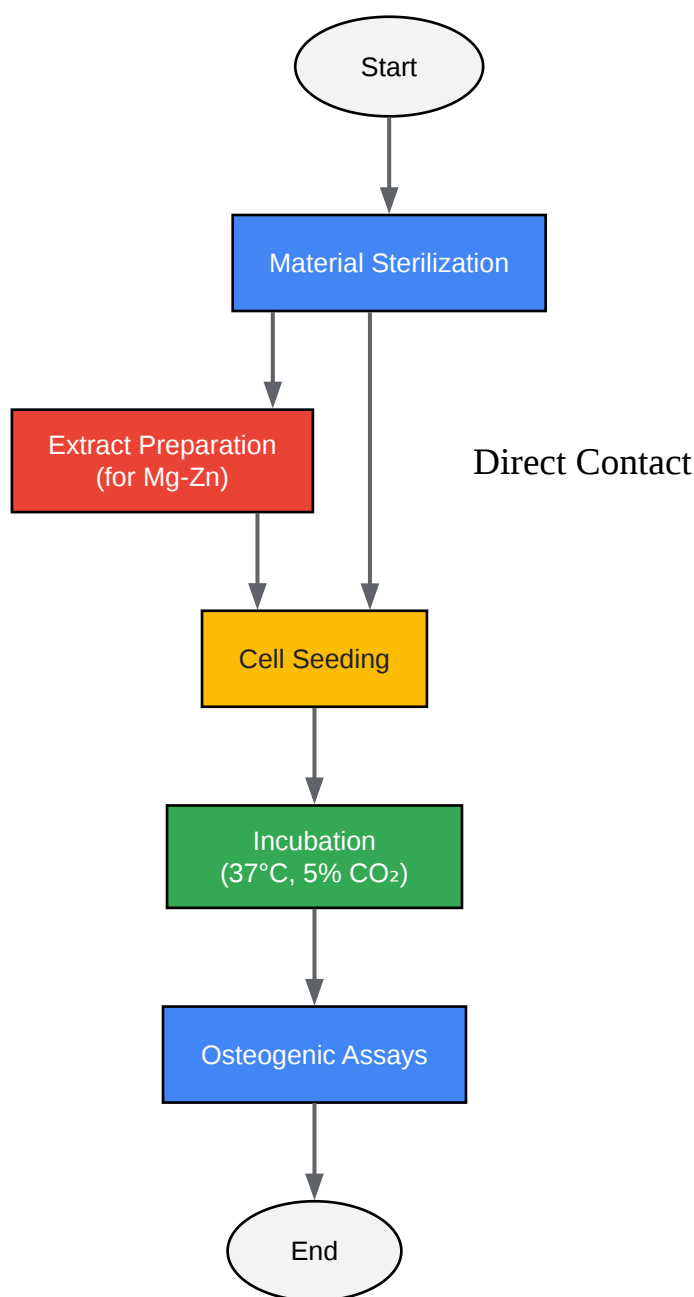 Start
Material Sterilization
Extract Preparation
(for Mg-Zn)
Direct Contact
Cell Seeding
Incubation
(37°C, 5% CO₂)
Osteogenic Assays
End